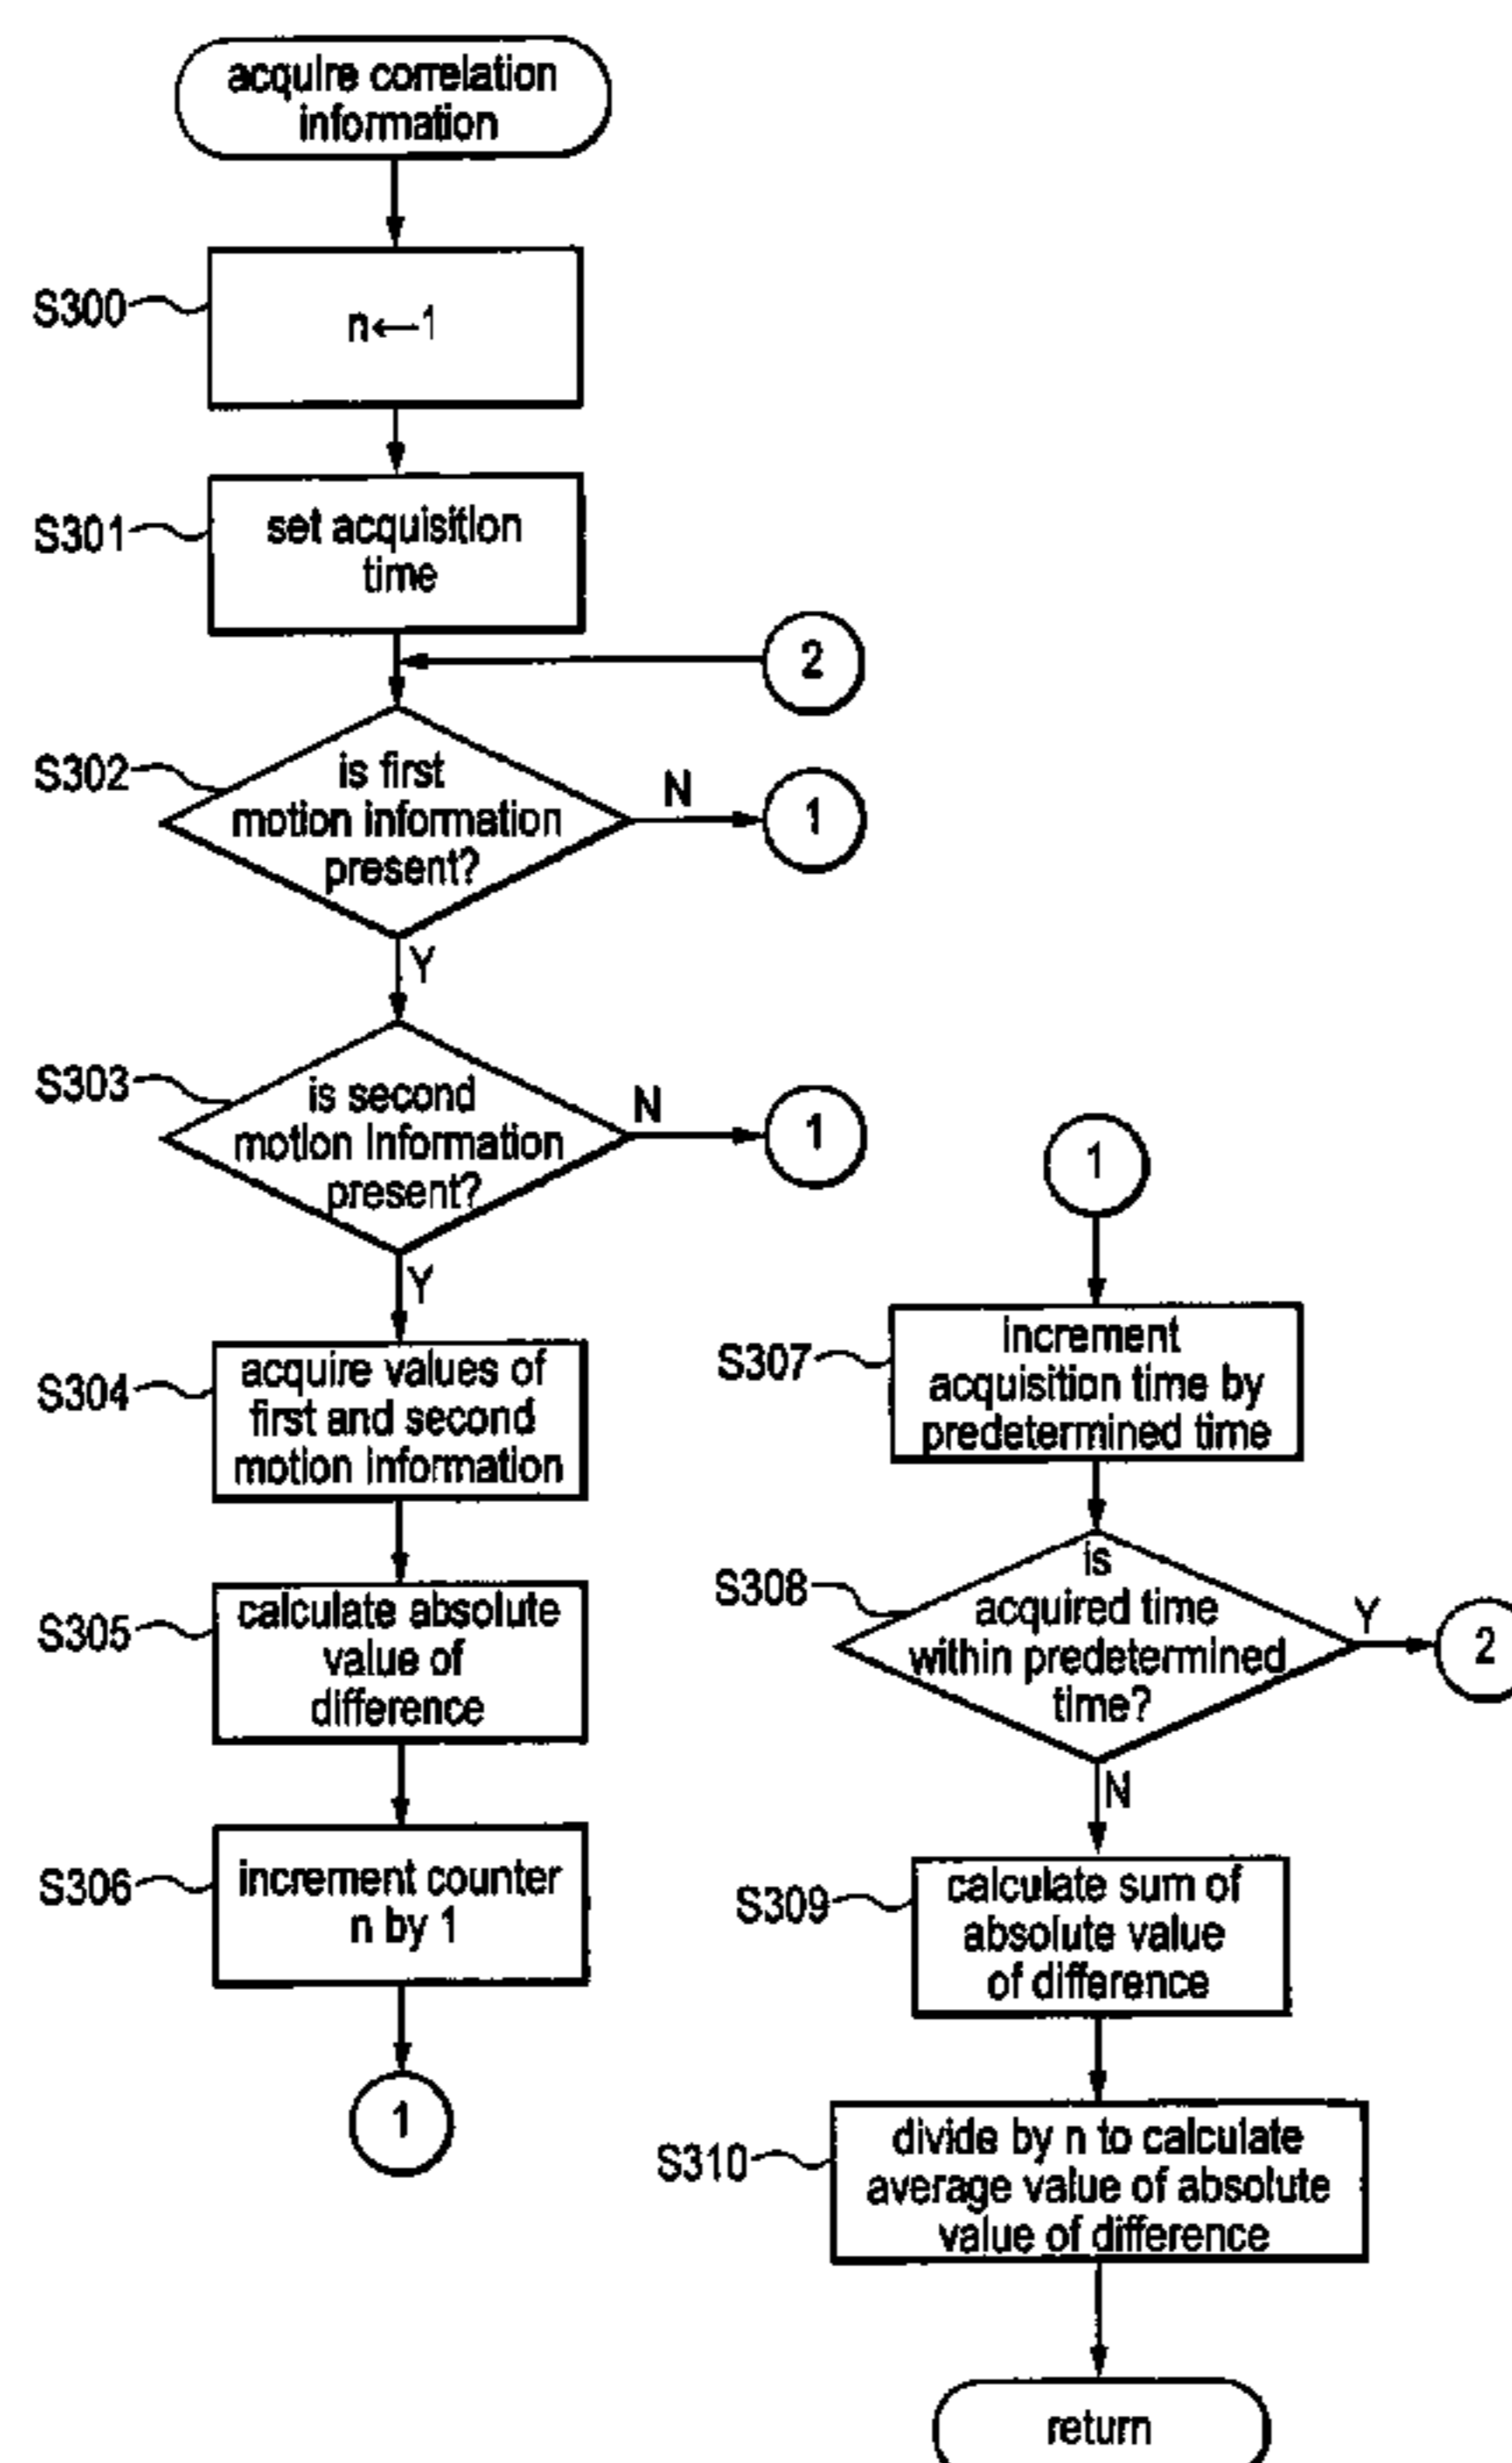 acquire correlation
information
S300
n←1
S301
set acquisition
time
2
S302
is first
motion information
present?
N
1
Y
S303
is second
motion information
present?
N
1
Y
S304
acquire values of
first and second
motion information
S305
calculate absolute
value of
difference
S306
increment counter
n by 1
1
1
S307
increment
acquisition time by
predetermined time
S308
is
acquired time
within predetermined
time?
Y
2
N
S309
calculate sum of
absolute value
of difference
S310
divide by n to calculate
average value of absolute
value of difference
return